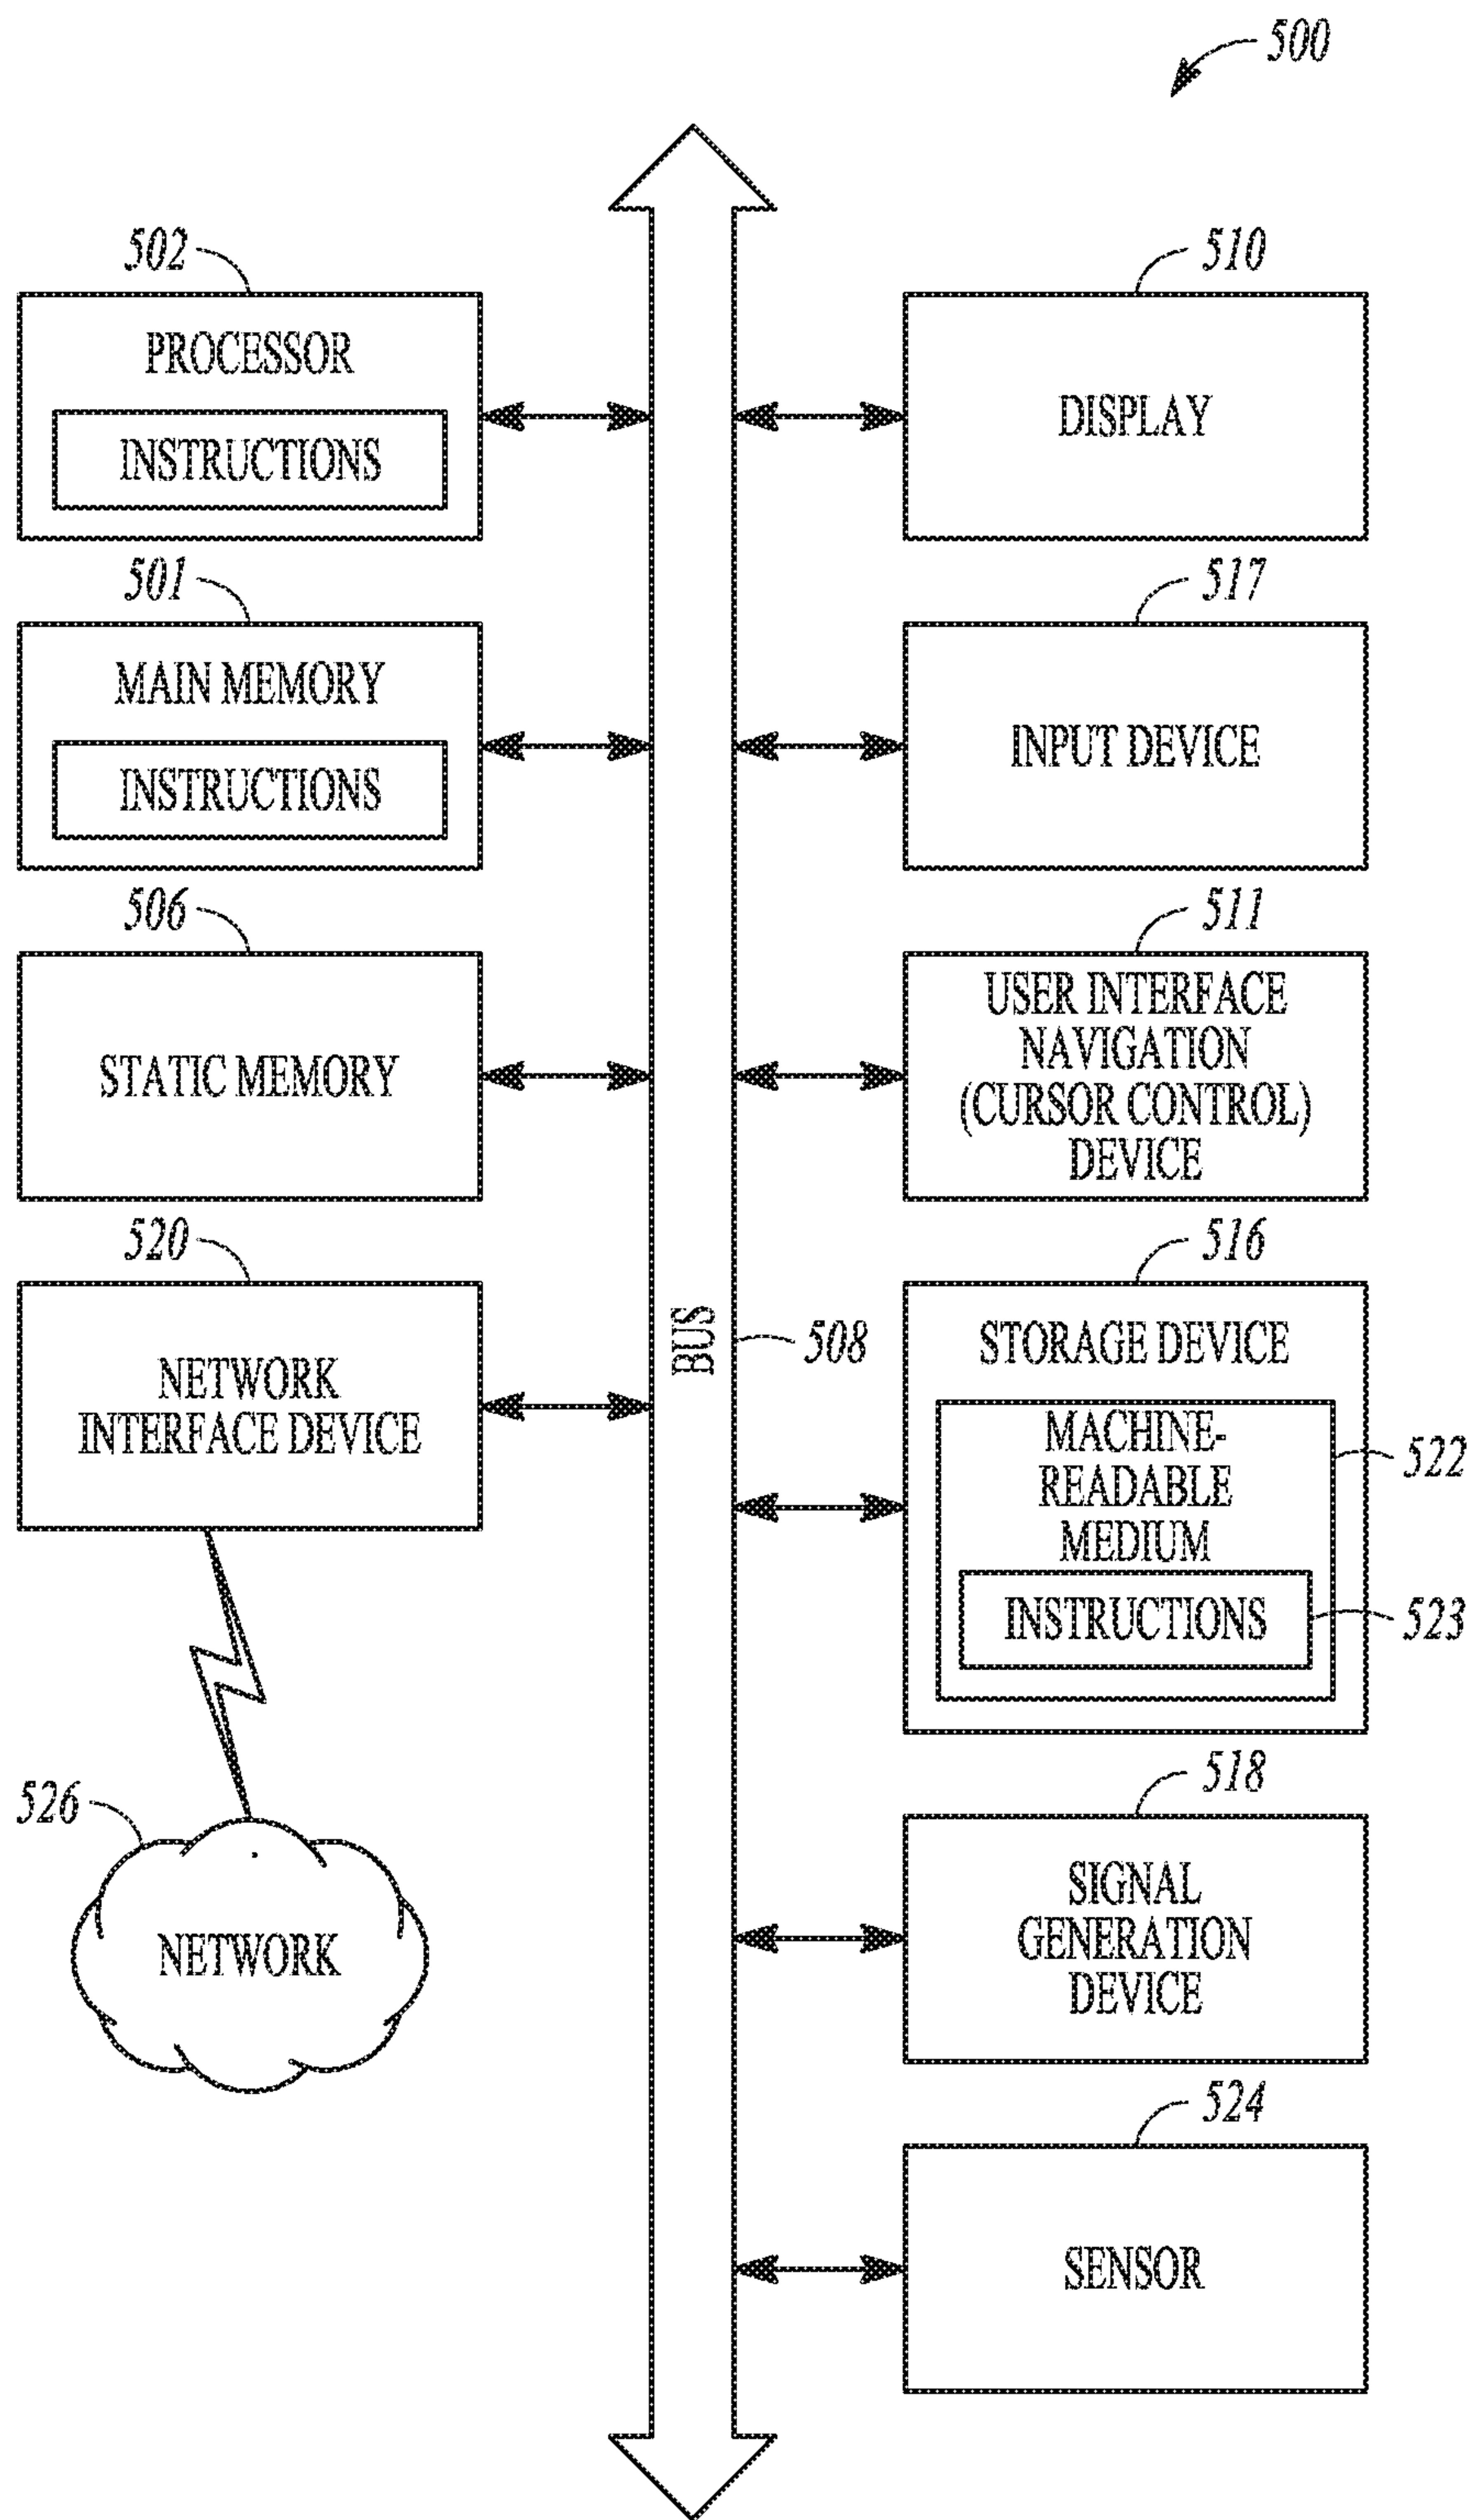 500
502
PROCESSOR
INSTRUCTIONS
501
MAIN MEMORY
INSTRUCTIONS
506
STATIC MEMORY
520
NETWORK
INTERFACE DEVICE
526
NETWORK
BUS
508
510
DISPLAY
517
INPUT DEVICE
511
USER INTERFACE
NAVIGATION
(CURSOR CONTROL)
DEVICE
516
STORAGE DEVICE
MACHINE-
READABLE
MEDIUM
522
INSTRUCTIONS
523
518
SIGNAL
GENERATION
DEVICE
524
SENSOR